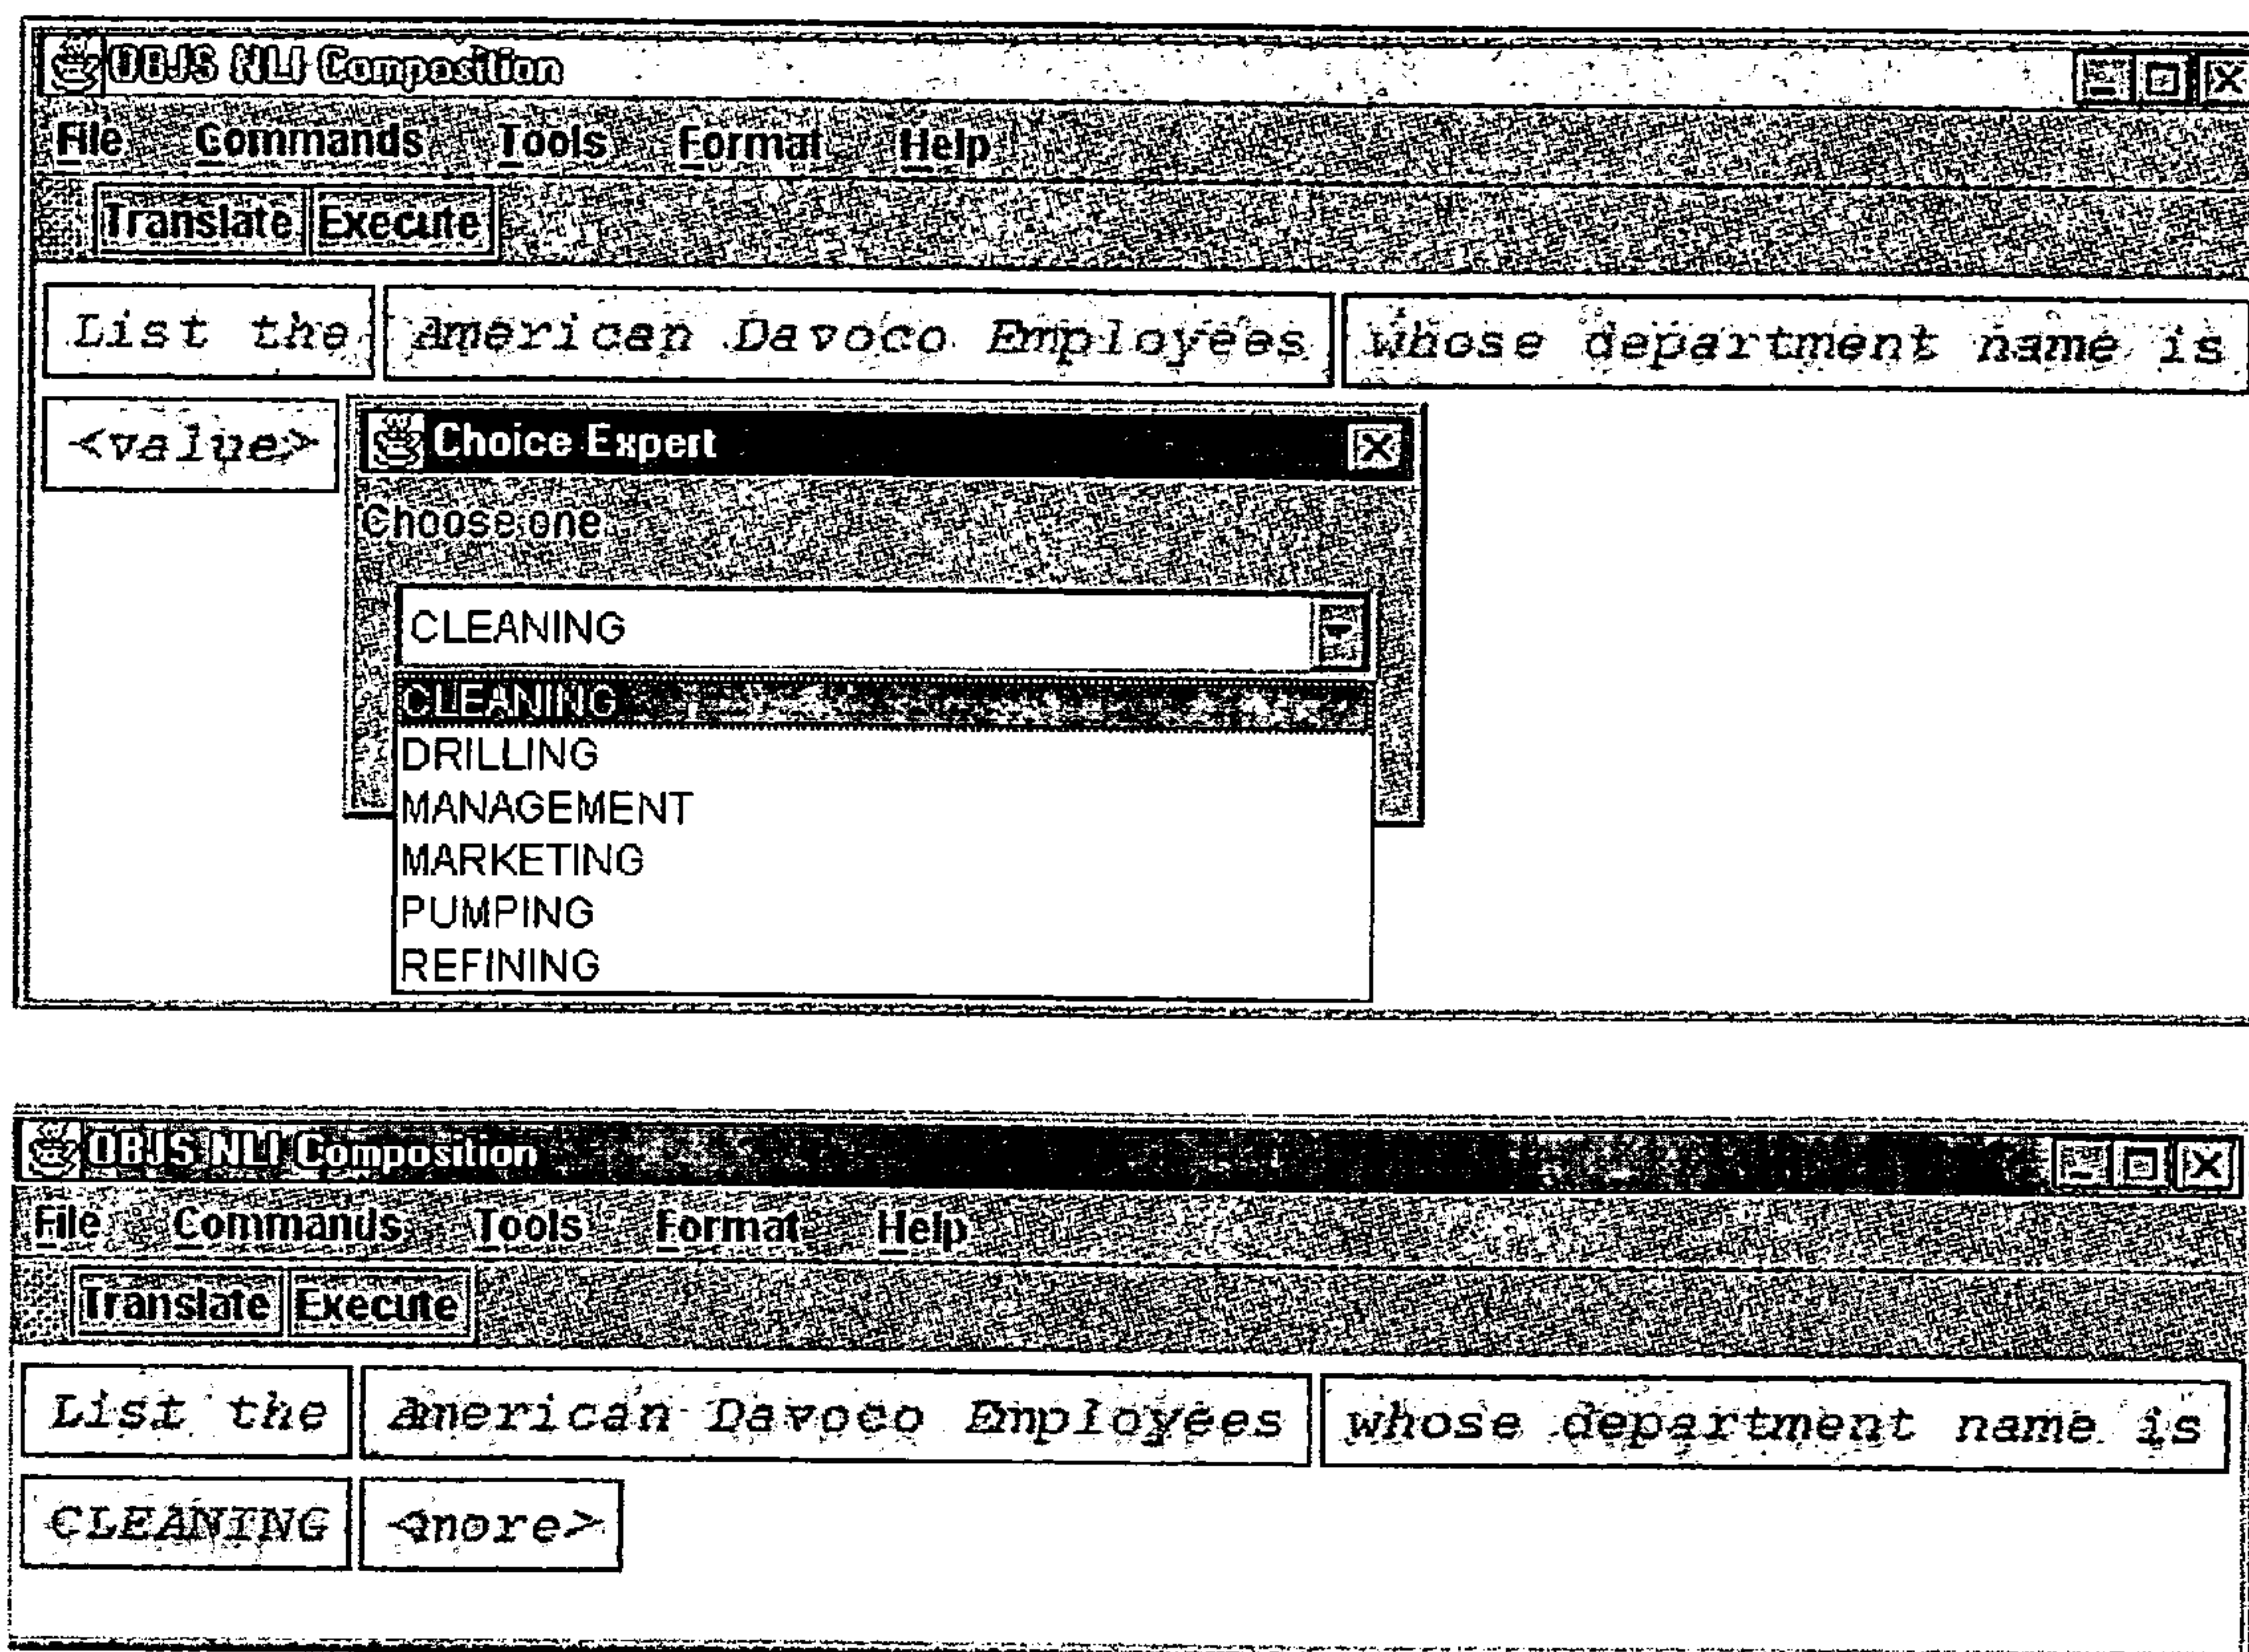 OBJS NLI Composition
File Commands Tools Format Help
Translate Execute
List the American Davoco Employees whose department name is
<value>
Choice Expert
Choose one
CLEANING
CLEANING
DRILLING
MANAGEMENT
MARKETING
PUMPING
REFINING
OBJS NLI Composition
File Commands Tools Format Help
Translate Execute
List the American Davoco Employees whose department name is
CLEANING <more>